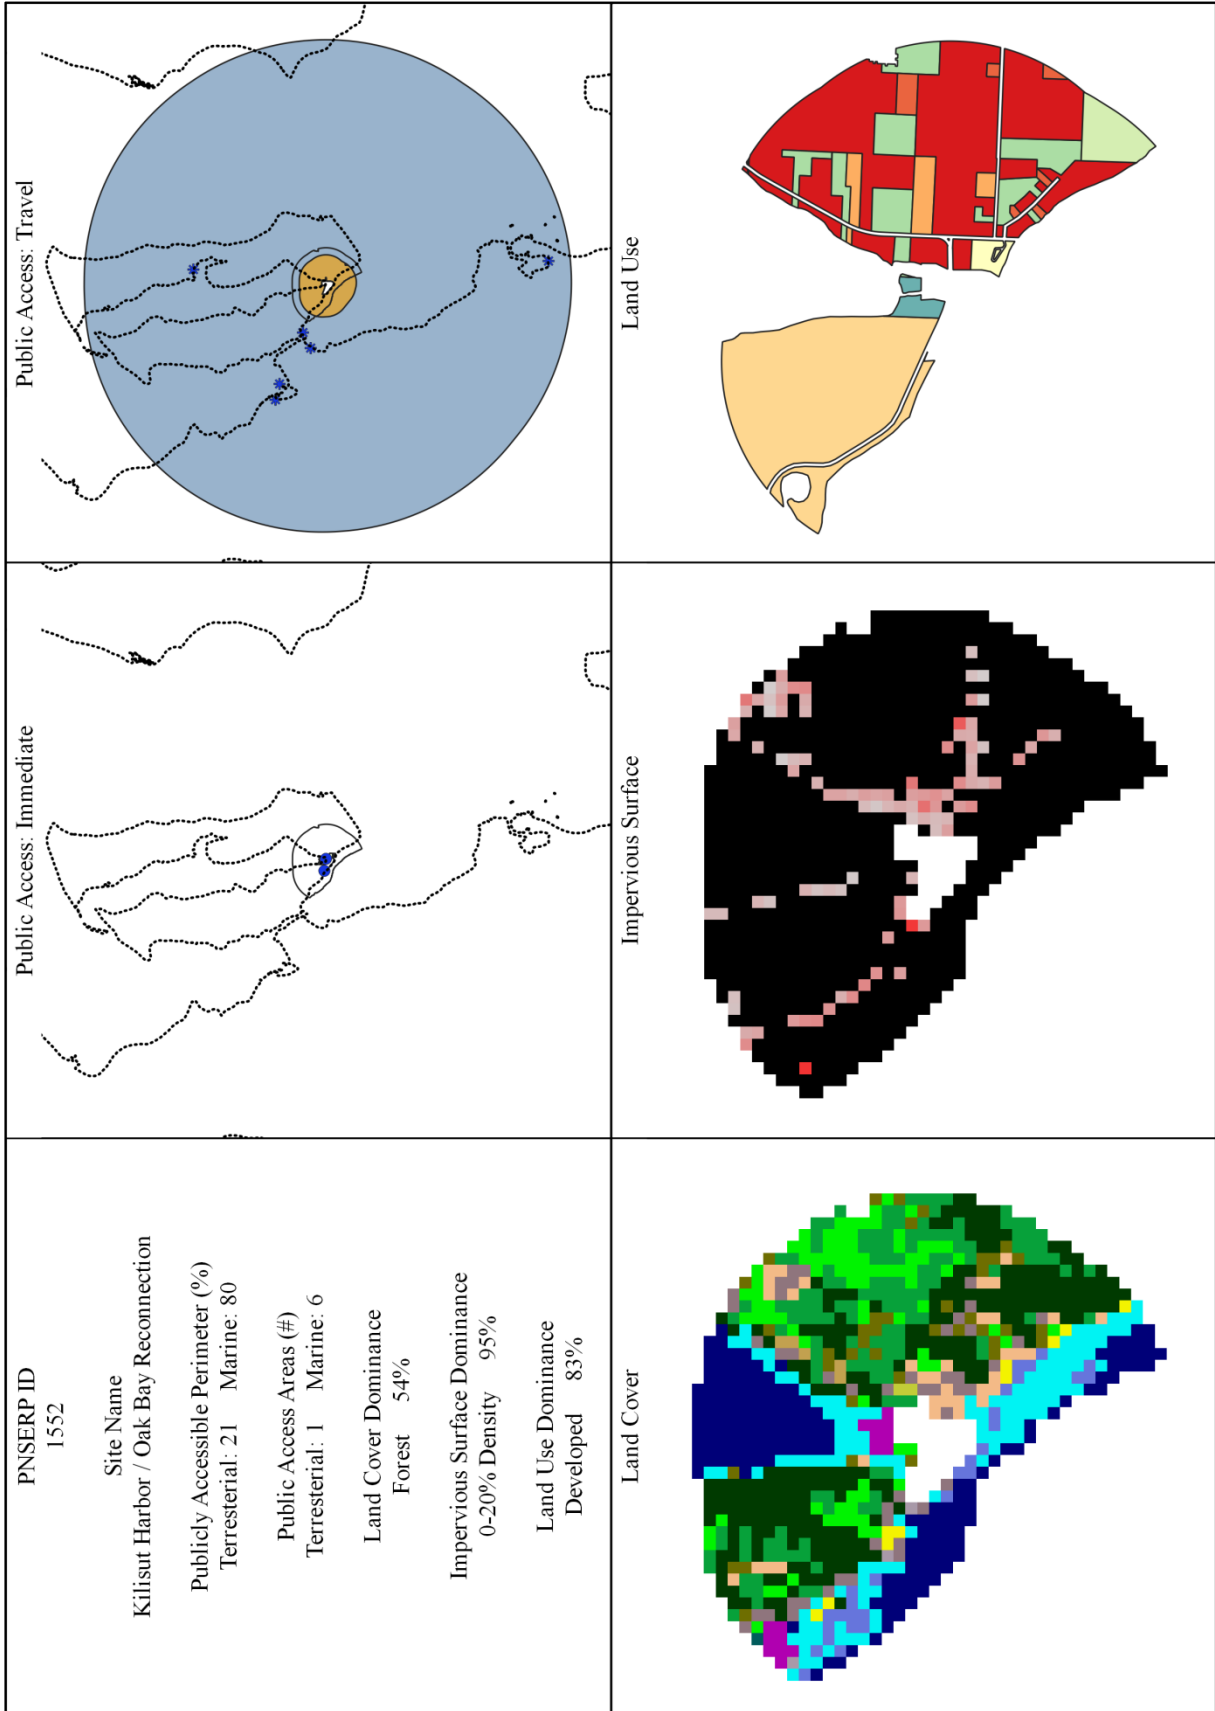 PNSERP ID
1552
Site Name
Kilisut Harbor / Oak Bay Reconnection
Publicly Accessible Perimeter (%)
Terresterial: 21 Marine: 80
Public Access Areas (#)
Terresterial: 1 Marine: 6
Land Cover Dominance
Forest 54%
Impervious Surface Dominance
0-20% Density 95%
Land Use Dominance
Developed 83%
Public Access: Immediate
Public Access: Travel
Land Cover
Impervious Surface
Land Use